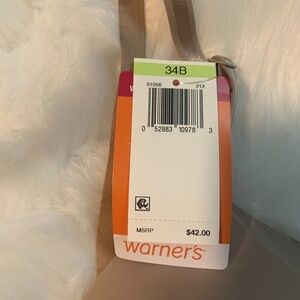 34B
01056 212
0 52883 10978 3
MSRP $42.00
warner's